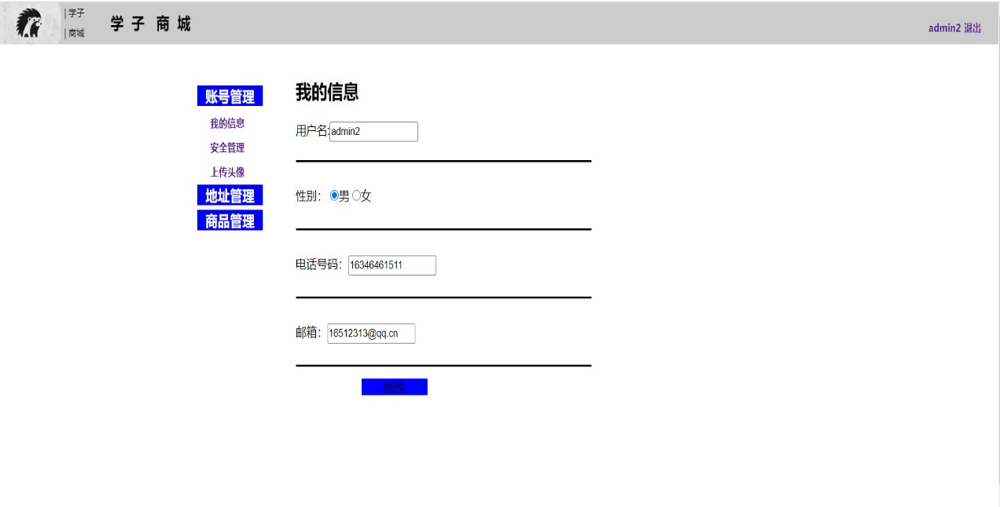 | 学子
| 商城
学 子 商 城
admin2 退出
账号管理
我的信息
安全管理
上传头像
地址管理
商品管理
我的信息
用户名:admin2
性别： 男 女
电话号码：16346461511
邮箱：16512313@qq.cn
修改